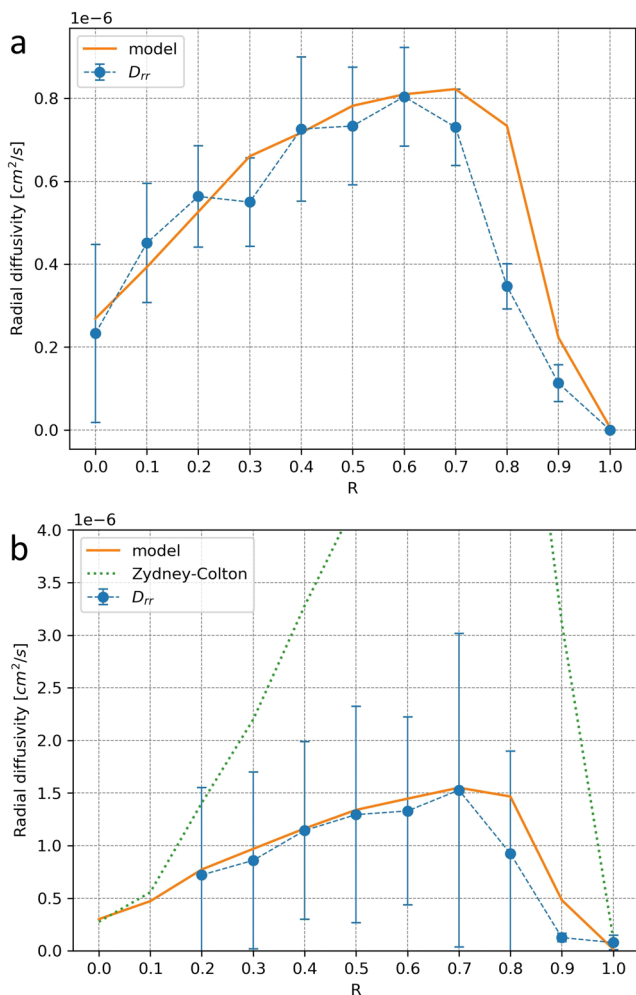 a
1e−6
model
D_rr
Radial diffusivity [cm²/s]
0.8
0.6
0.4
0.2
0.0
0.0 0.1 0.2 0.3 0.4 0.5 0.6 0.7 0.8 0.9 1.0
R
b
1e−6
model
Zydney-Colton
D_rr
Radial diffusivity [cm²/s]
4.0
3.5
3.0
2.5
2.0
1.5
1.0
0.5
0.0
0.0 0.1 0.2 0.3 0.4 0.5 0.6 0.7 0.8 0.9 1.0
R